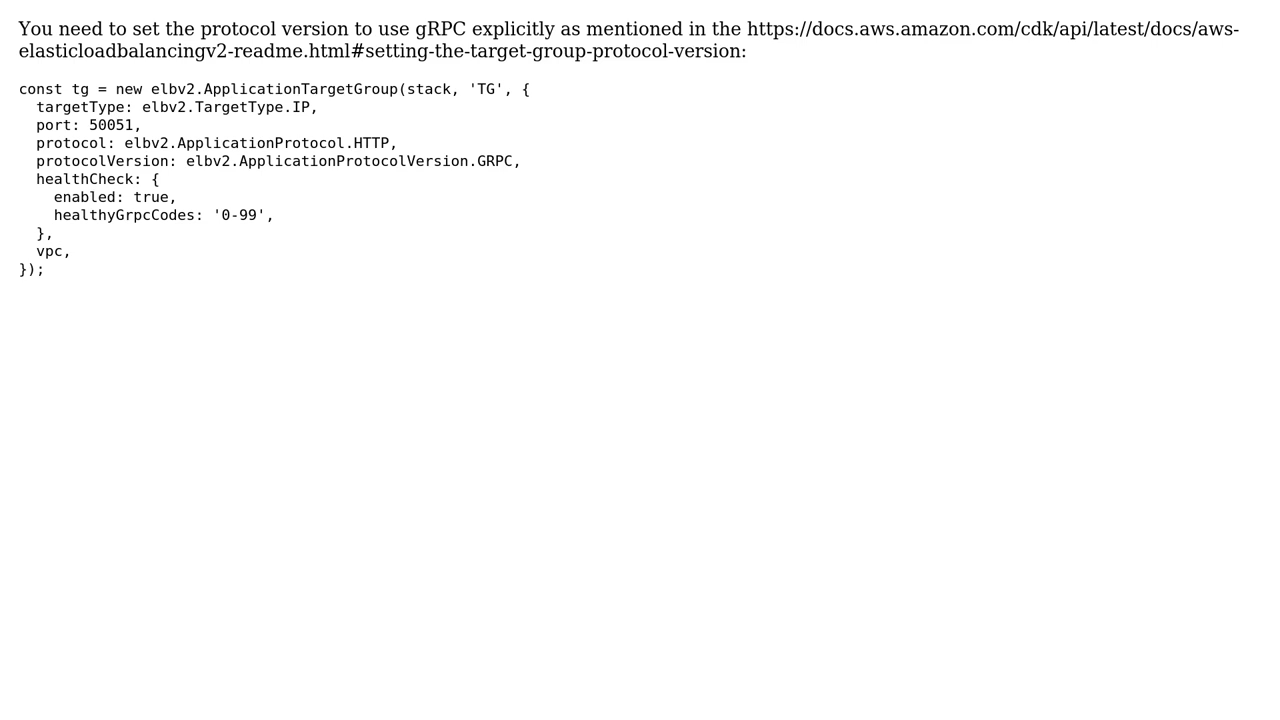 You need to set the protocol version to use gRPC explicitly as mentioned in the https://docs.aws.amazon.com/cdk/api/latest/docs/aws-
elasticloadbalancingv2-readme.html#setting-the-target-group-protocol-version:
const tg = new elbv2.ApplicationTargetGroup(stack, 'TG', {
  targetType: elbv2.TargetType.IP,
  port: 50051,
  protocol: elbv2.ApplicationProtocol.HTTP,
  protocolVersion: elbv2.ApplicationProtocolVersion.GRPC,
  healthCheck: {
    enabled: true,
    healthyGrpcCodes: '0-99',
  },
  vpc,
});